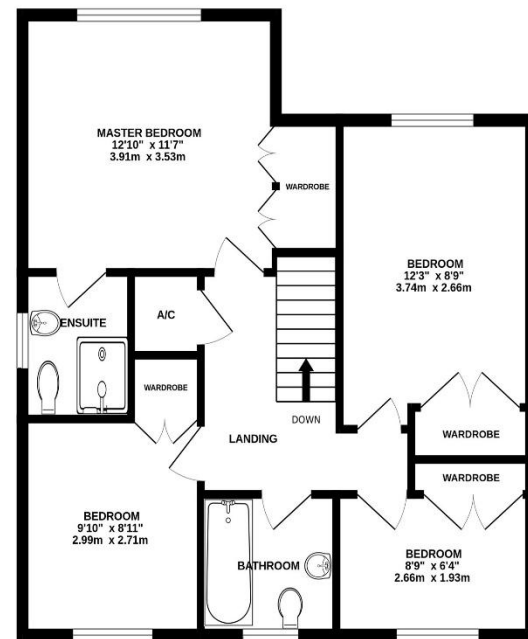 MASTER BEDROOM
12'10" x 11'7"
3.91m x 3.53m
WARDROBE
BEDROOM
12'3" x 8'9"
3.74m x 2.66m
ENSUITE
A/C
WARDROBE
DOWN
LANDING
WARDROBE
WARDROBE
BEDROOM
9'10" x 8'11"
2.99m x 2.71m
BATHROOM
BEDROOM
8'9" x 6'4"
2.66m x 1.93m